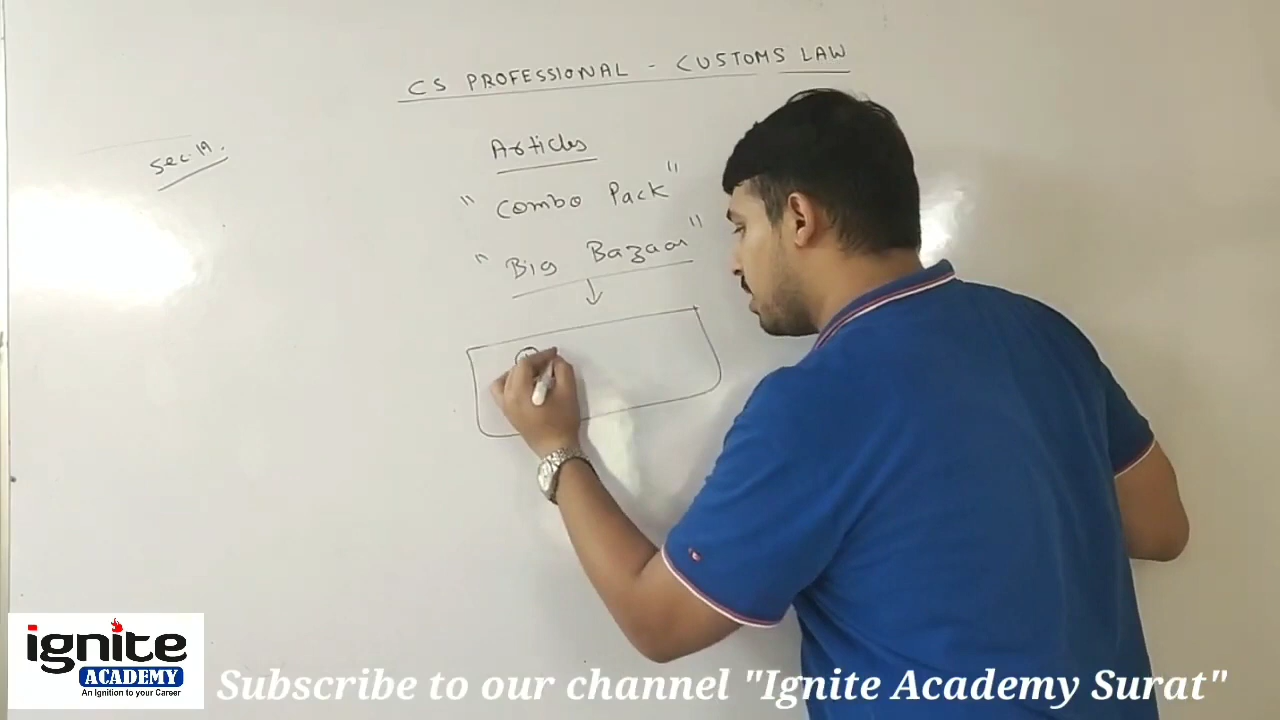 CS PROFESSIONAL - CUSTOMS LAW
Sec. 19.
Articles
"Combo Pack"
"Big Bazaar"
ignite
ACADEMY
An Ignition to your Career
Subscribe to our channel "Ignite Academy Surat"